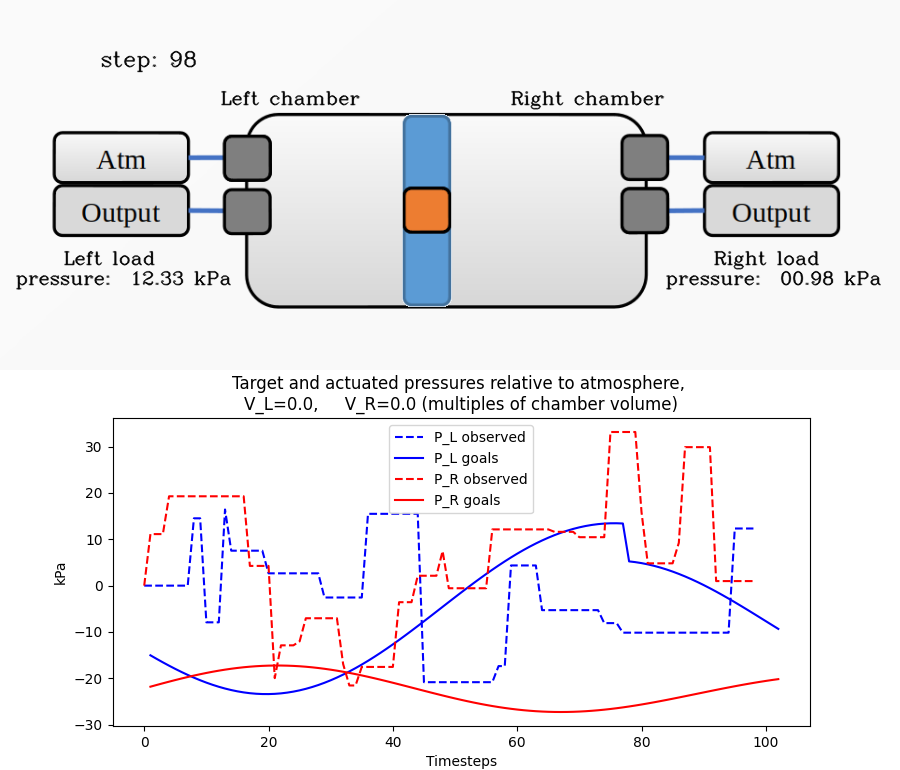 step: 98
Left chamber
Right chamber
Atm
Atm
Output
Output
Left load
pressure: 12.33 kPa
Right load
pressure: 00.98 kPa
Target and actuated pressures relative to atmosphere,
V_L=0.0, V_R=0.0 (multiples of chamber volume)
P_L observed
P_L goals
P_R observed
P_R goals
kPa
30
20
10
0
−10
−20
−30
0 20 40 60 80 100
Timesteps